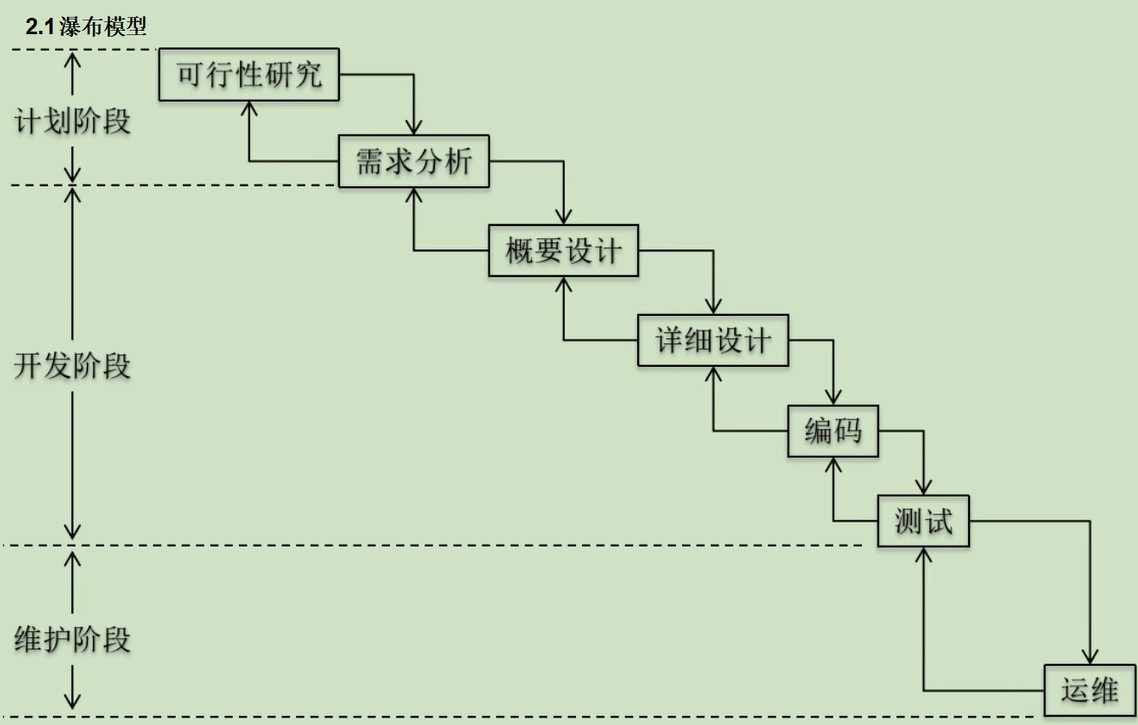 2.1瀑布模型
可行性研究
计划阶段
需求分析
概要设计
详细设计
开发阶段
编码
测试
维护阶段
运维